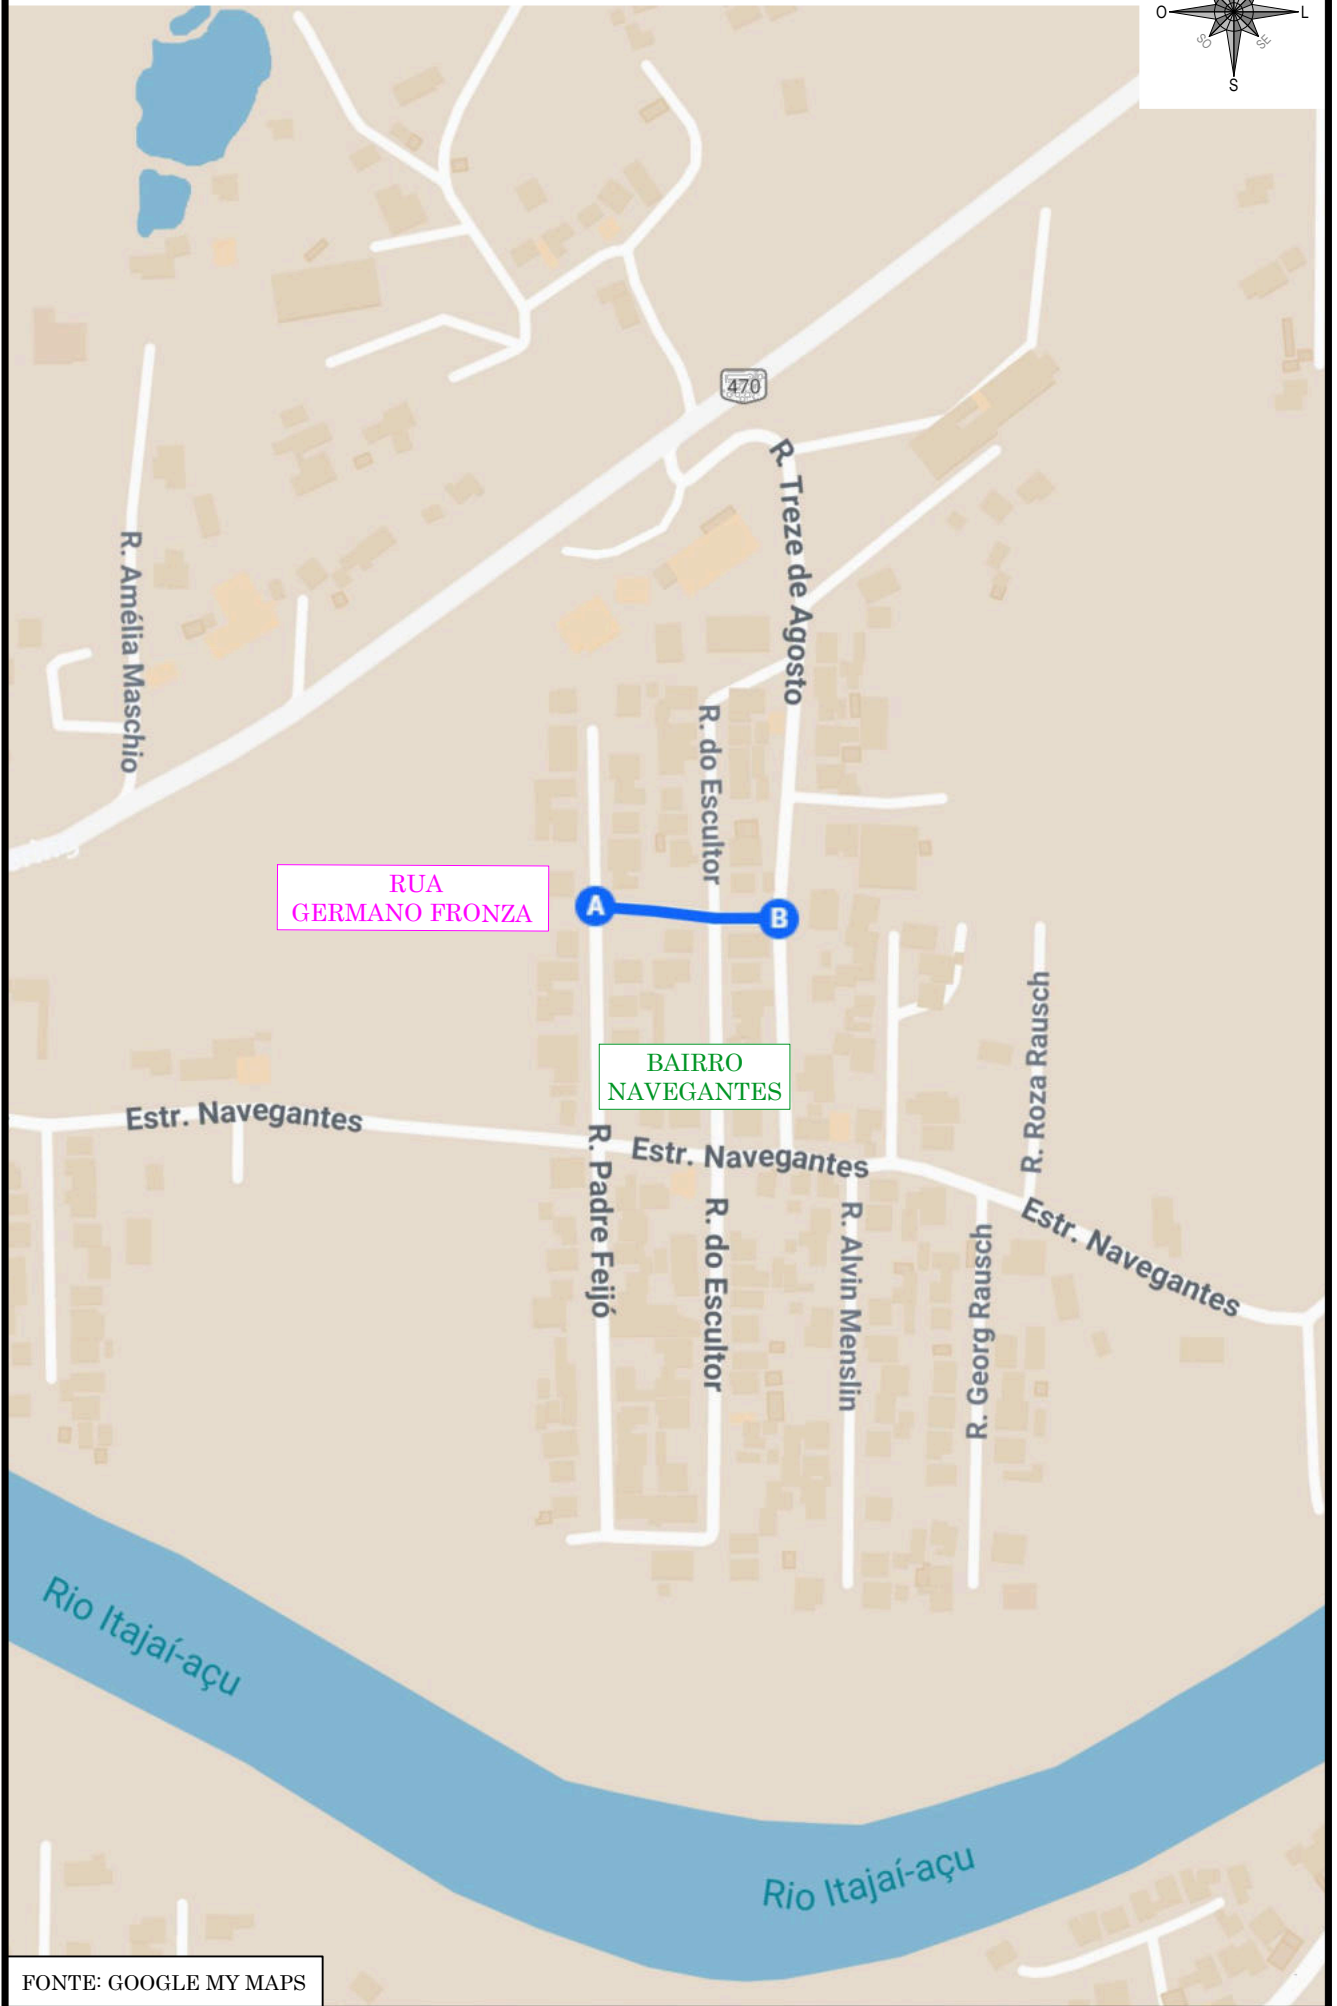 O
L
SO
SE
S
470
R. Treze de Agosto
R. Amélia Maschio
R. do Escultor
RUA
GERMANO FRONZA
A
B
R. Roza Rausch
BAIRRO
NAVEGANTES
Estr. Navegantes
Estr. Navegantes
R. Padre Feijó
R. do Escultor
R. Alvin Menslin
R. Georg Rausch
Estr. Navegantes
Rio Itajaí-açu
Rio Itajaí-açu
FONTE: GOOGLE MY MAPS